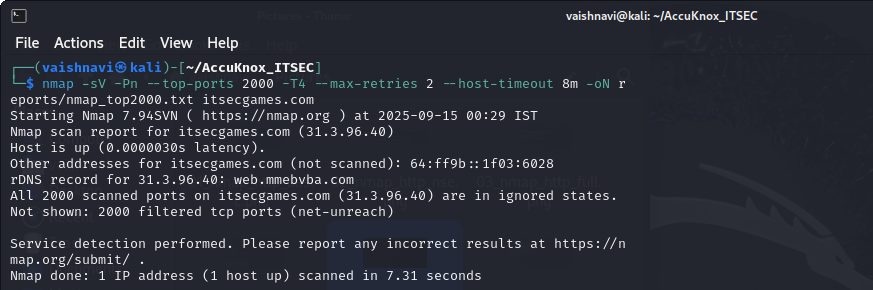 vaishnavi@kali: ~/AccuKnox_ITSEC
File Actions Edit View Help
┌──(vaishnavi㉿kali)-[~/AccuKnox_ITSEC]
└─$ nmap -sV -Pn --top-ports 2000 -T4 --max-retries 2 --host-timeout 8m -oN r
eports/nmap_top2000.txt itsecgames.com
Starting Nmap 7.94SVN ( https://nmap.org ) at 2025-09-15 00:29 IST
Nmap scan report for itsecgames.com (31.3.96.40)
Host is up (0.0000030s latency).
Other addresses for itsecgames.com (not scanned): 64:ff9b::1f03:6028
rDNS record for 31.3.96.40: web.mmebvba.com
All 2000 scanned ports on itsecgames.com (31.3.96.40) are in ignored states.
Not shown: 2000 filtered tcp ports (net-unreach)
Service detection performed. Please report any incorrect results at https://n
map.org/submit/ .
Nmap done: 1 IP address (1 host up) scanned in 7.31 seconds